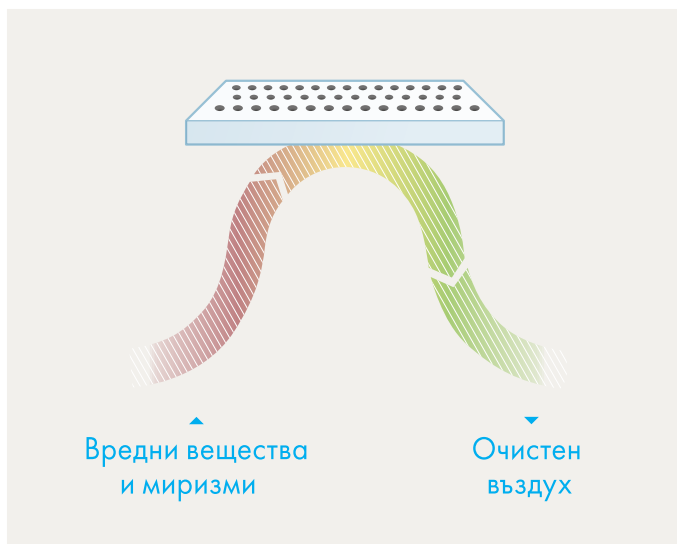 Вредни вещества
и миризми
Очистен
въздух